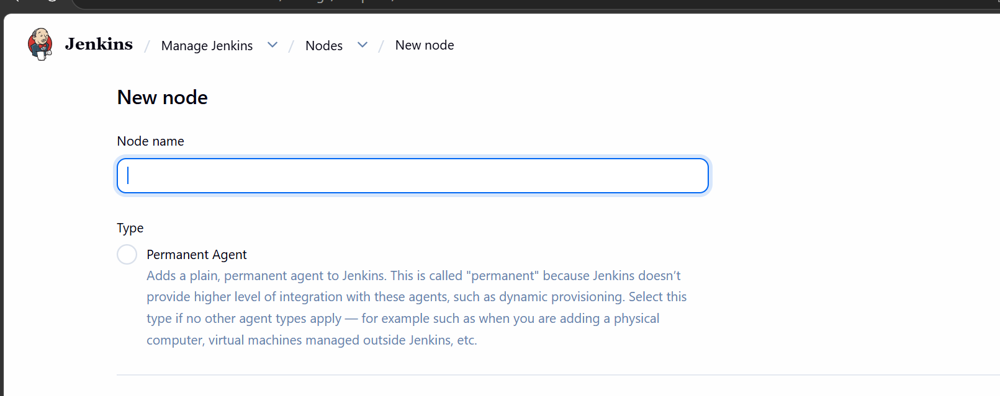 Jenkins / Manage Jenkins / Nodes / New node
New node
Node name
Type
Permanent Agent
Adds a plain, permanent agent to Jenkins. This is called "permanent" because Jenkins doesn’t
provide higher level of integration with these agents, such as dynamic provisioning. Select this
type if no other agent types apply — for example such as when you are adding a physical
computer, virtual machines managed outside Jenkins, etc.